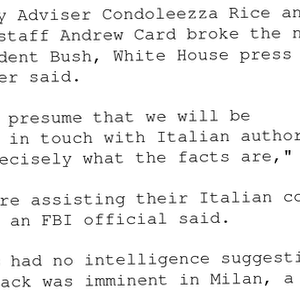 y Adviser Condoleezza Rice an
staff Andrew Card broke the n
dent Bush, White House press
er said.
presume that we will be
in touch with Italian author
ecisely what the facts are,"
re assisting their Italian co
an FBI official said.
had no intelligence suggesti
ack was imminent in Milan, a